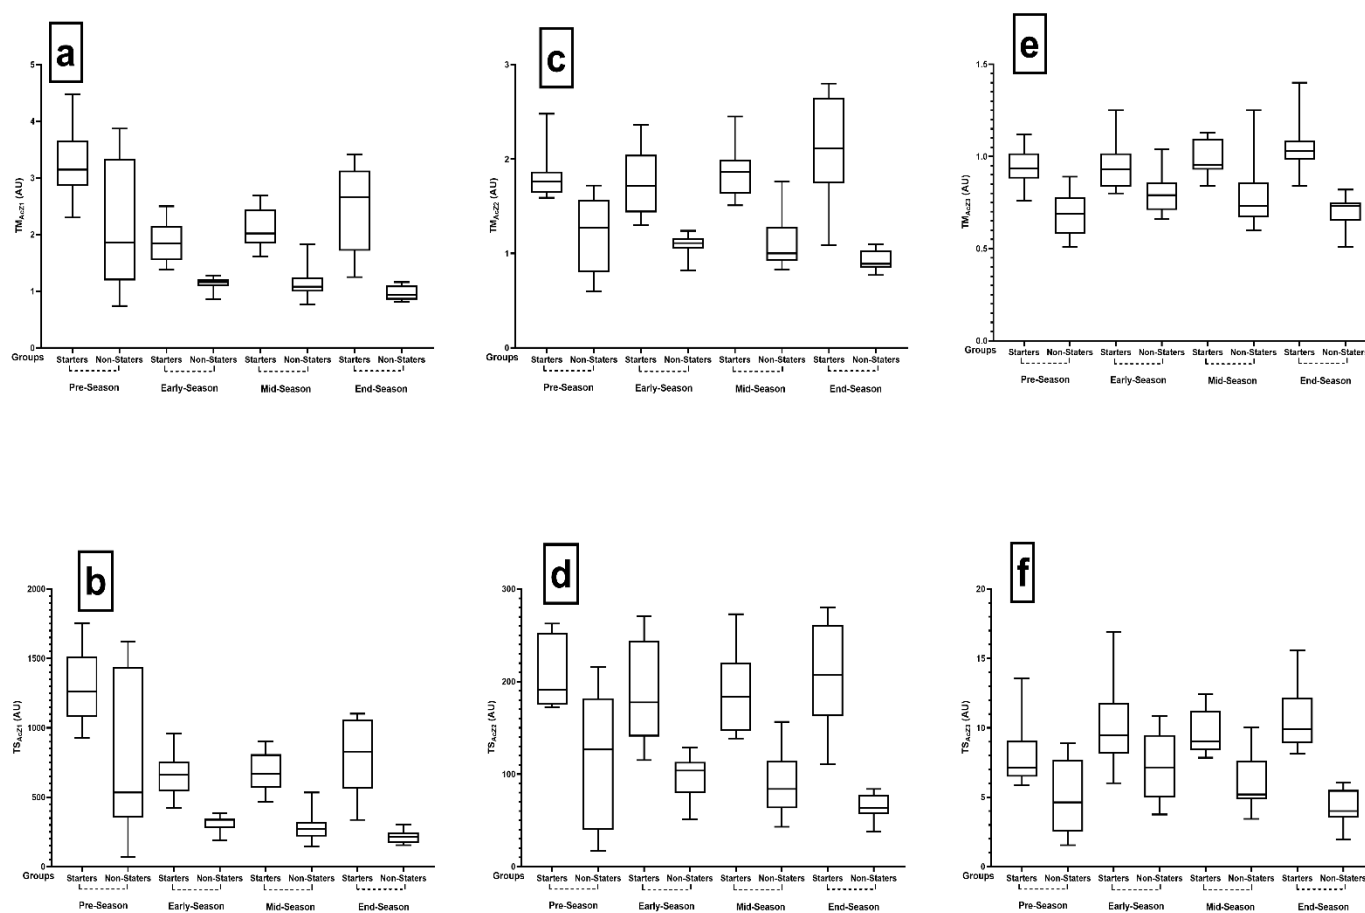 a
TM_AcZ1 (AU)
5
4
3
2
1
0
Groups
Starters Non-Staters Starters Non-Staters Starters Non-Staters Starters Non-Staters
Pre-Season Early-Season Mid-Season End-Season
c
TM_AcZ2 (AU)
3
2
1
0
Groups
Starters Non-Staters Starters Non-Staters Starters Non-Staters Starters Non-Staters
Pre-Season Early-Season Mid-Season End-Season
e
TM_AcZ3 (AU)
1.5
1.0
0.5
0.0
Groups
Starters Non-Staters Starters Non-Staters Starters Non-Staters Starters Non-Staters
Pre-Season Early-Season Mid-Season End-Season
b
TS_AcZ1 (AU)
2000
1500
1000
500
0
Groups
Starters Non-Staters Starters Non-Staters Starters Non-Staters Starters Non-Staters
Pre-Season Early-Season Mid-Season End-Season
d
TS_AcZ2 (AU)
300
200
100
0
Groups
Starters Non-Staters Starters Non-Staters Starters Non-Staters Starters Non-Staters
Pre-Season Early-Season Mid-Season End-Season
f
TS_AcZ3 (AU)
20
15
10
5
0
Groups
Starters Non-Staters Starters Non-Staters Starters Non-Staters Starters Non-Staters
Pre-Season Early-Season Mid-Season End-Season